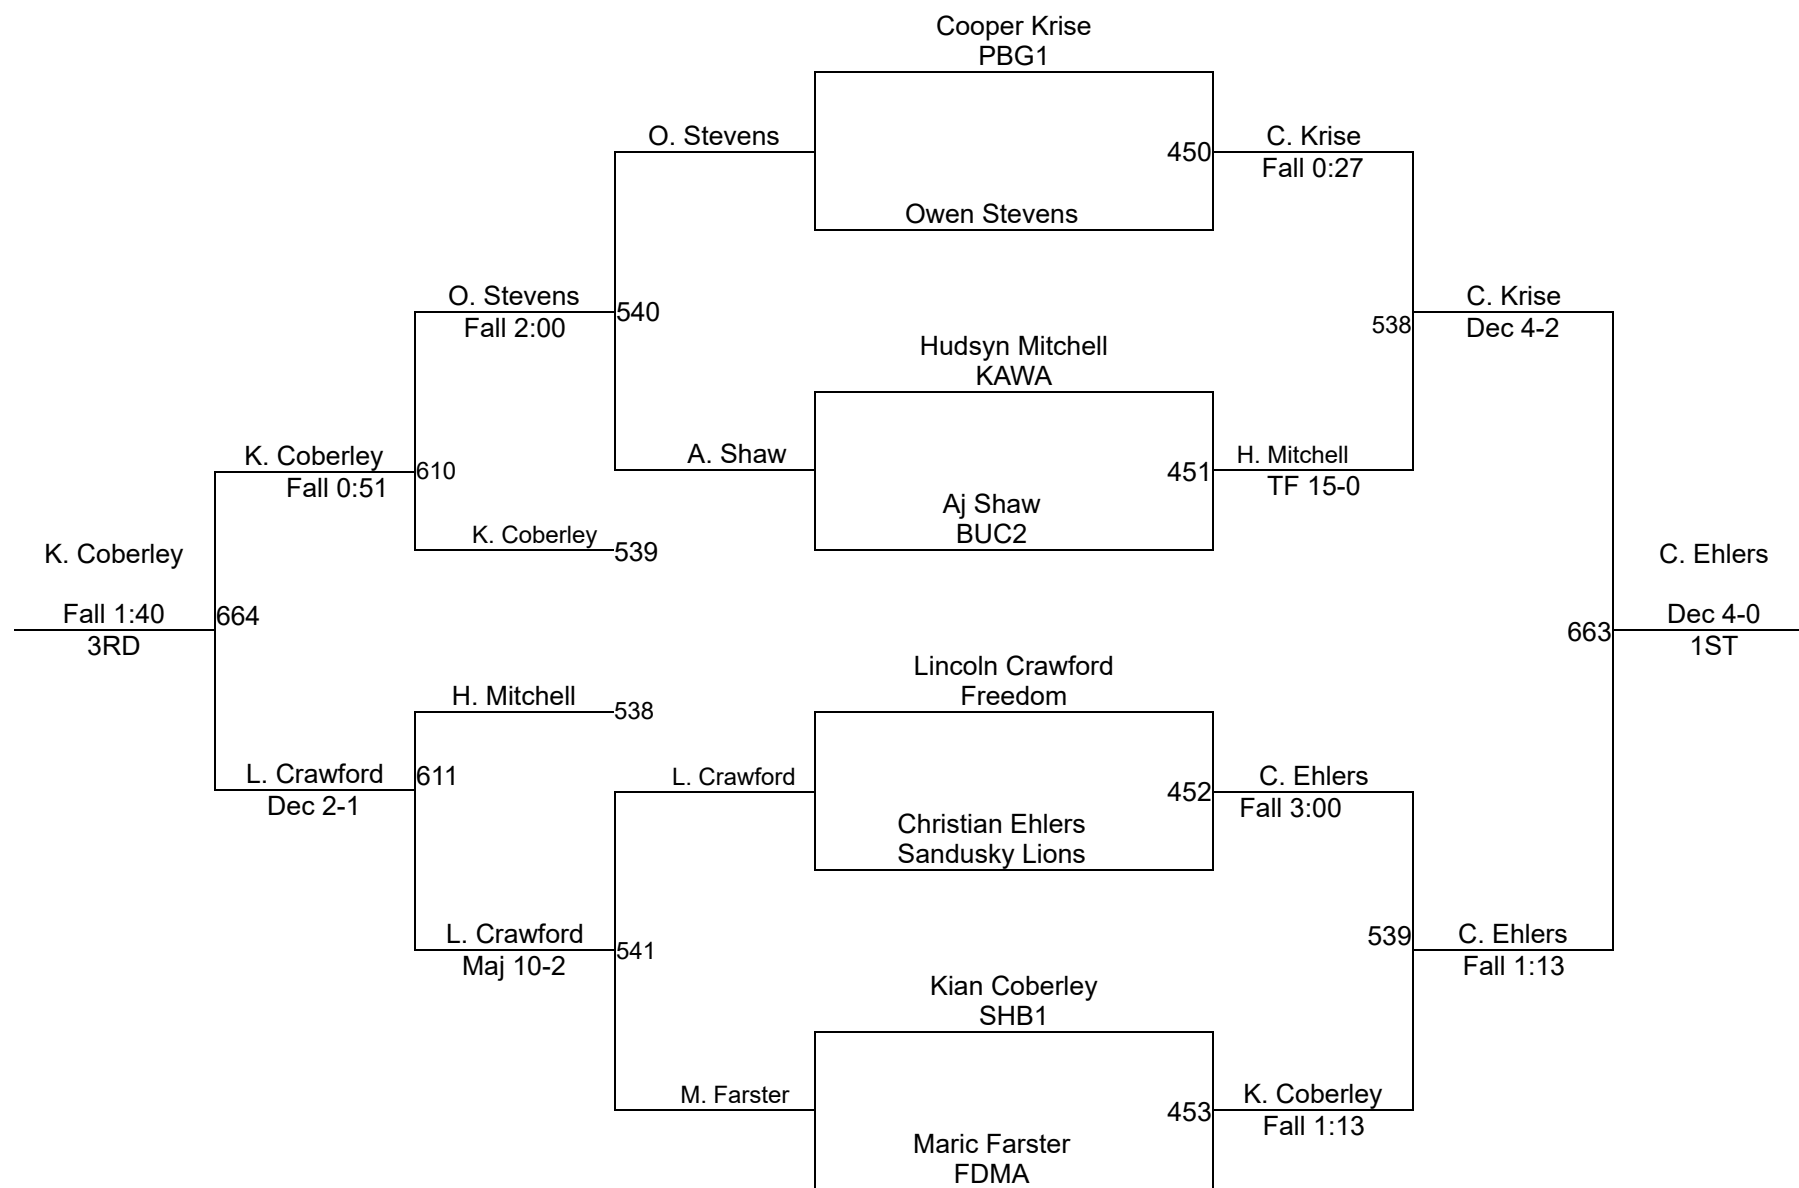 Cooper Krise
PBG1
O. Stevens
450
C. Krise
Fall 0:27
Owen Stevens
O. Stevens
Fall 2:00
540
538
C. Krise
Dec 4-2
Hudsyn Mitchell
KAWA
K. Coberley
Fall 0:51
610
A. Shaw
451
H. Mitchell
TF 15-0
Aj Shaw
BUC2
K. Coberley
539
K. Coberley
Fall 1:40
3RD
664
663
C. Ehlers
Dec 4-0
1ST
Lincoln Crawford
Freedom
H. Mitchell
538
L. Crawford
Dec 2-1
611
L. Crawford
452
C. Ehlers
Fall 3:00
Christian Ehlers
Sandusky Lions
L. Crawford
Maj 10-2
541
539
C. Ehlers
Fall 1:13
Kian Coberley
SHB1
M. Farster
453
K. Coberley
Fall 1:13
Maric Farster
FDMA